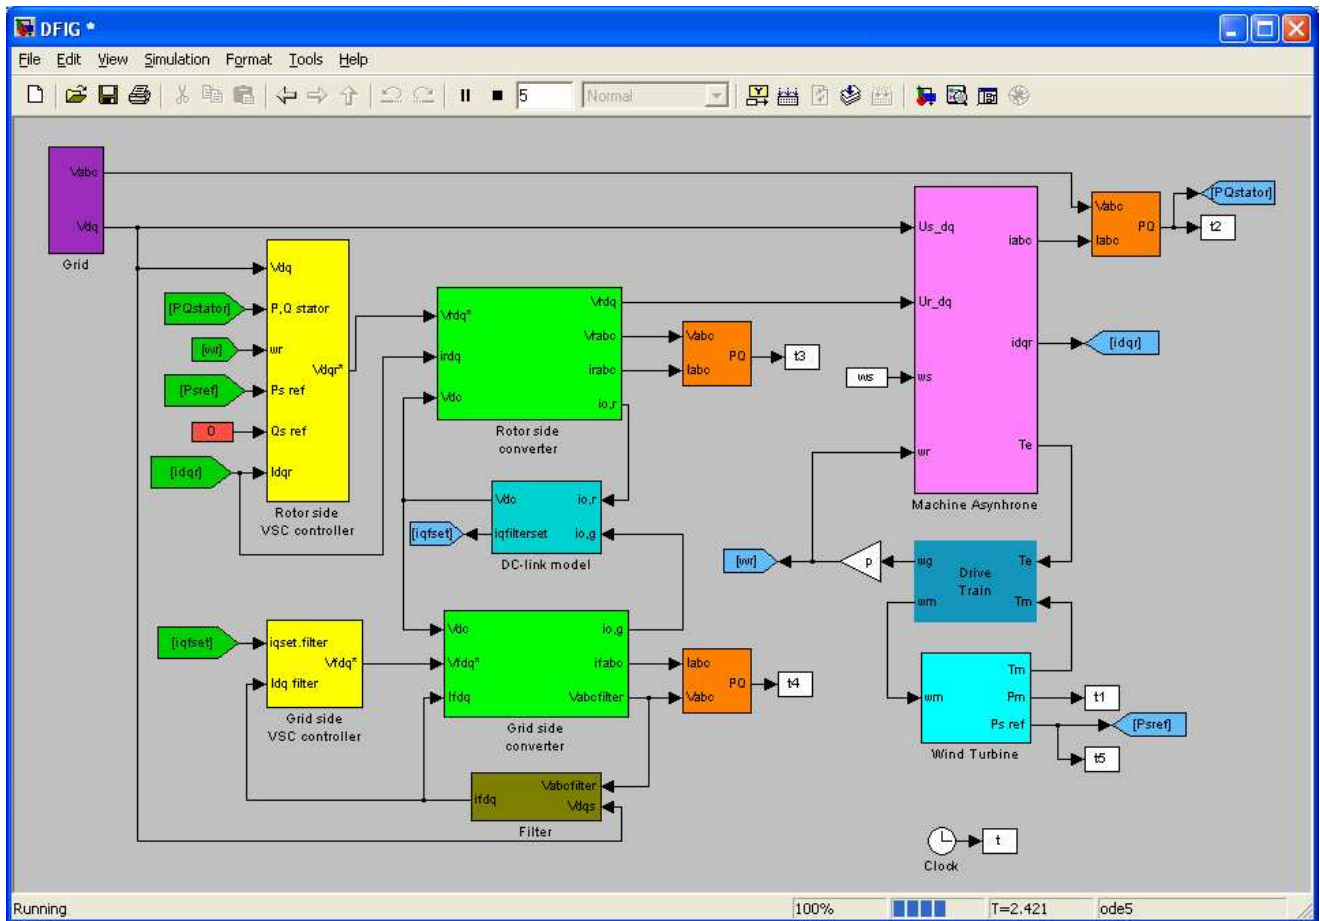 DFIG *
File Edit View Simulation Format Tools Help
5 Normal
Vabc
Vdq
Grid
Vdq
[PQstator] P,Q stator
[wr] wr
Vdqr*
[Psref] Ps ref
0 Qs ref
[idqr] Idqr
Rotor side
VSC controller
Vrdq* Vrdq
Vrabc
irdq irabc
Vdc io,r
Rotor side
converter
Vabc
Iabc
PQ
t3
Vdc io,r
[iqfset] iqfilterset io,g
DC-link model
[iqfset] iqset.filter
Vfdq*
Idq filter
Grid side
VSC controller
Vdc io,g
Vfdq* ifabc
Ifdq Vabcfilter
Grid side
converter
Iabc
Vabc
PQ
t4
ifdq Vabcfilter
Vdqs
Filter
Us_dq iabc
Ur_dq
idqr [idqr]
ws ws
wr Te
Machine Asynhrone
Vabc
Iabc
PQ
[PQstator]
t2
[wr] p
wg Te
Drive
Train
wm Tm
Tm
wm Pm t1
Ps ref [Psref]
t5
Wind Turbine
t
Clock
Running 100% T=2.421 ode5